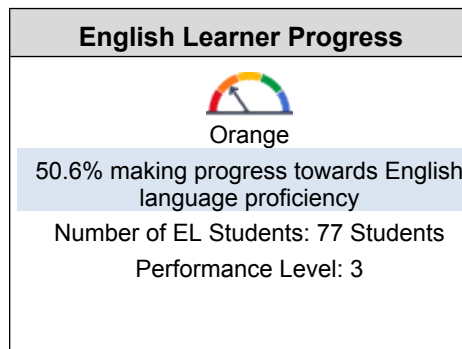 English Learner Progress
Orange
50.6% making progress towards English
language proficiency
Number of EL Students: 77 Students
Performance Level: 3